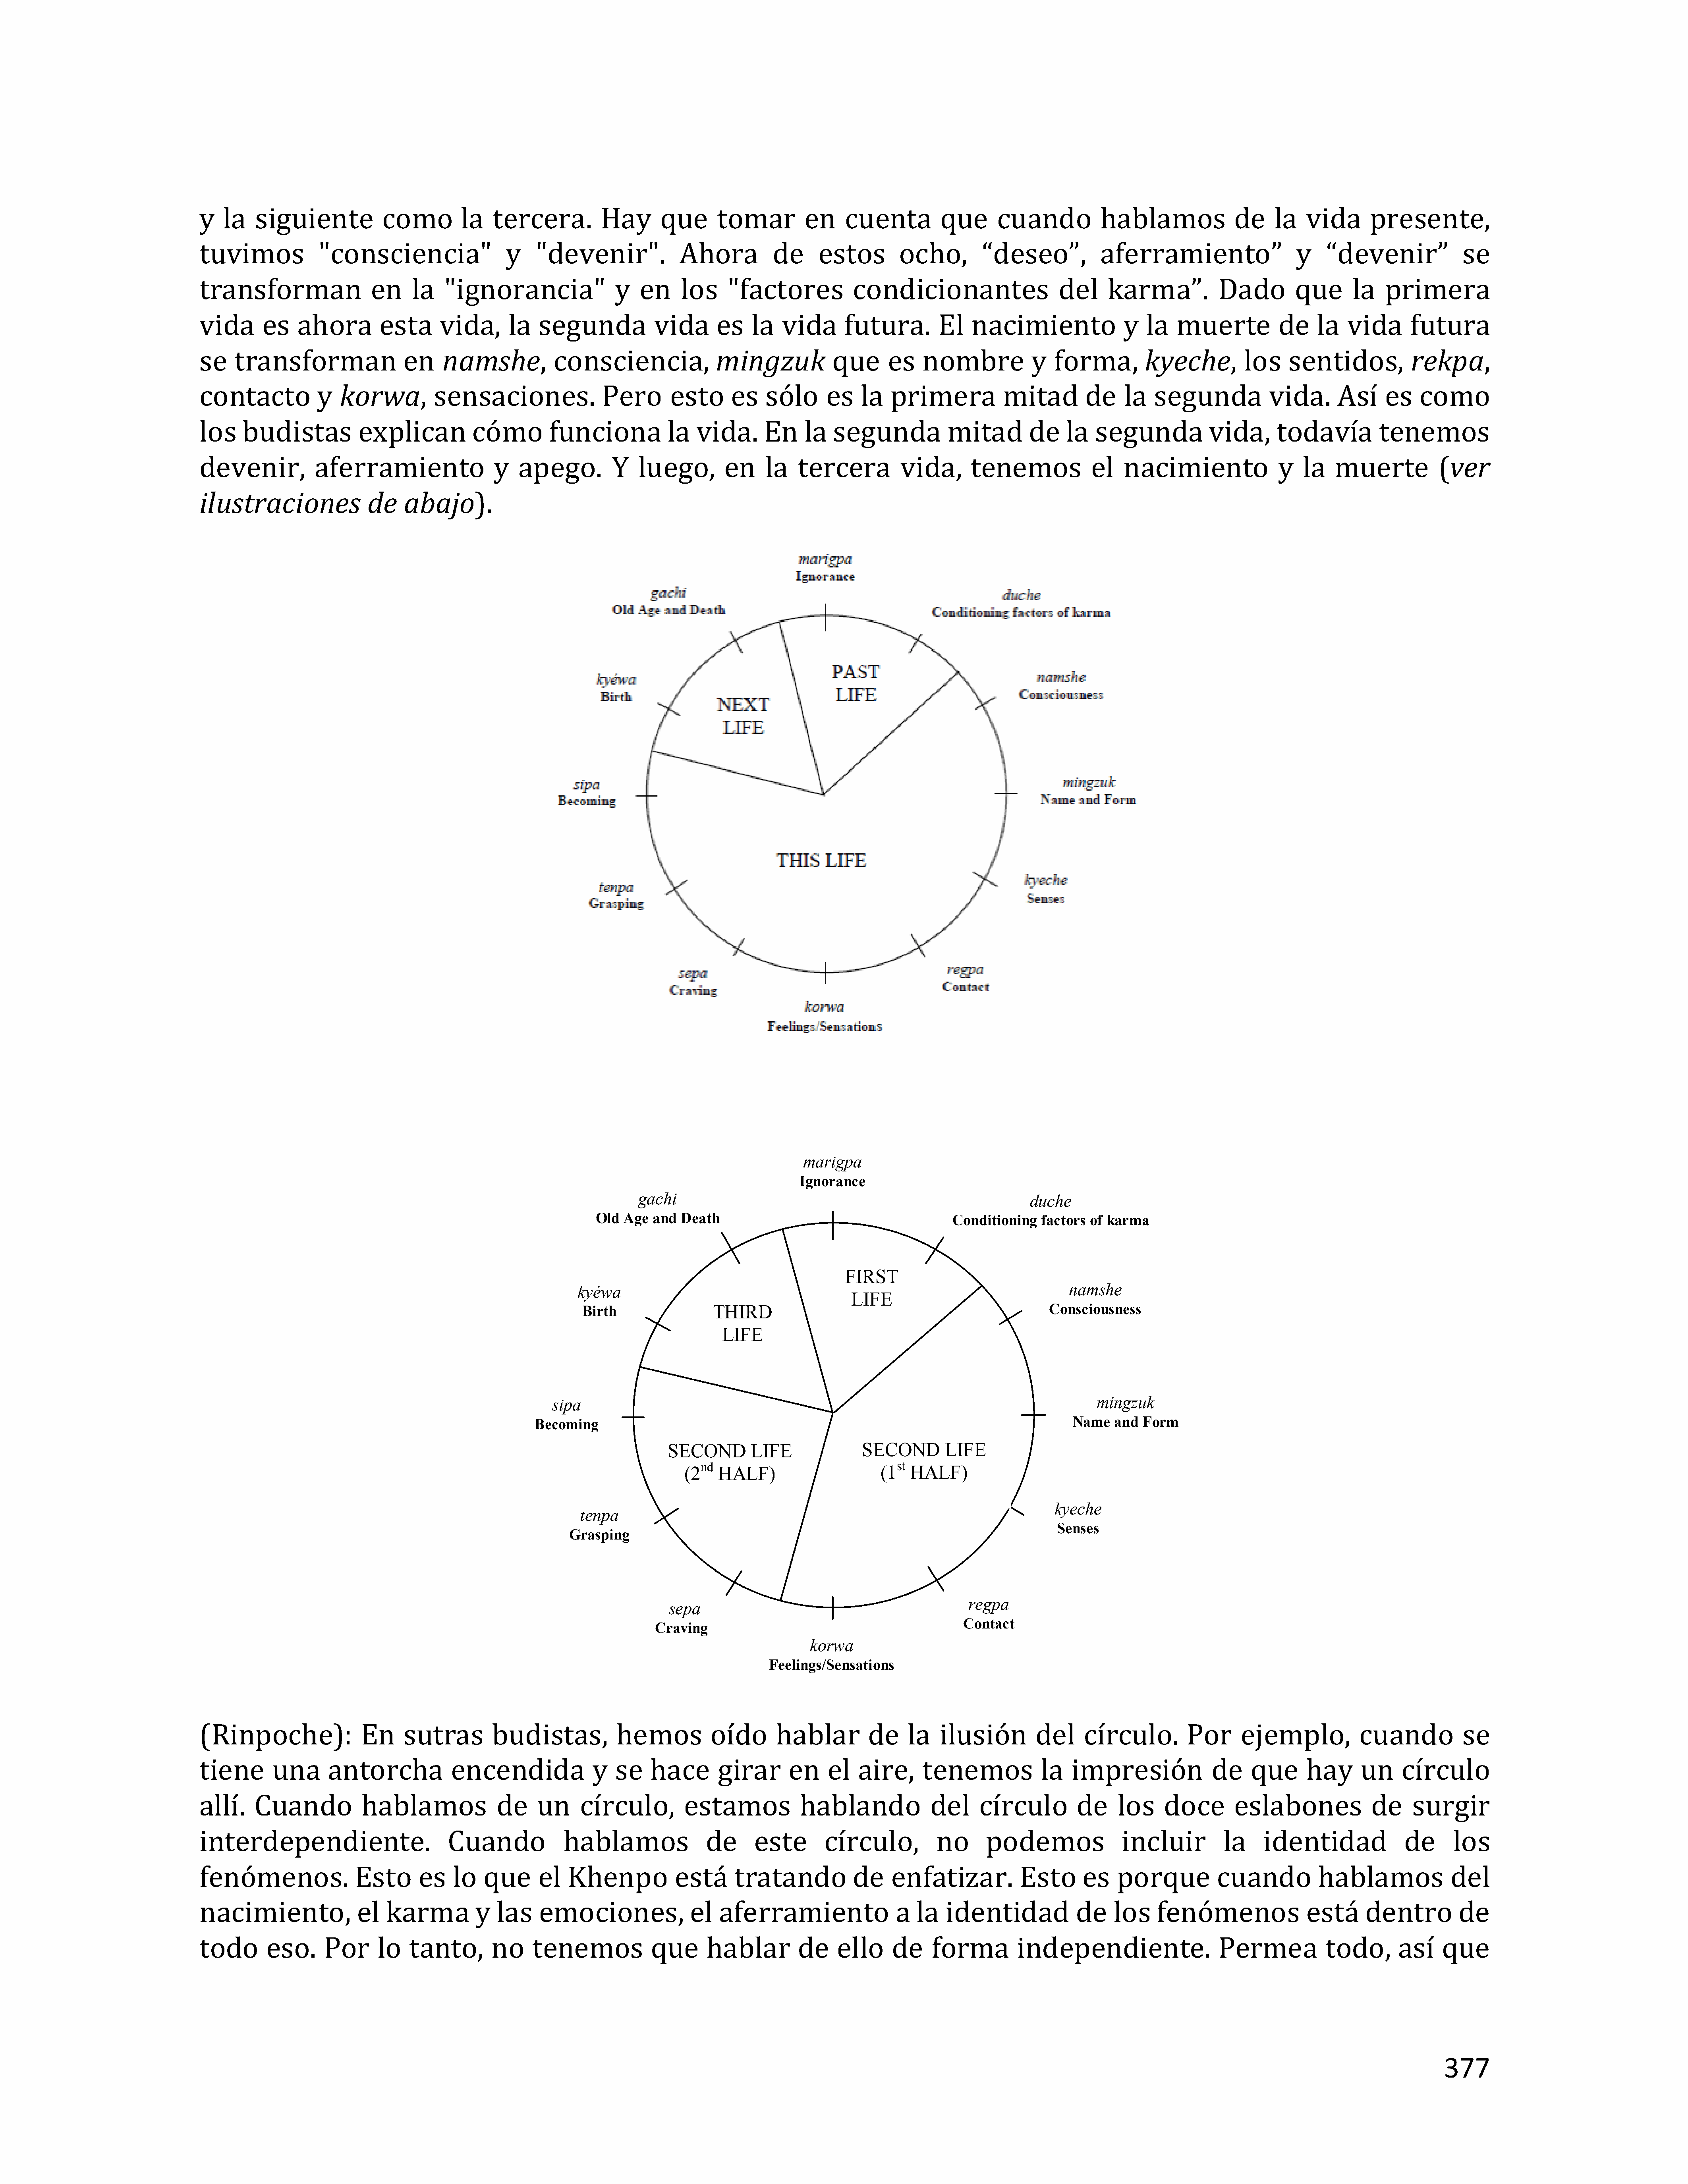 y la siguiente como la tercera. Hay que tomar en cuenta que cuando hablamos de la vida presente,
tuvimos "consciencia" y "devenir". Ahora de estos ocho, “deseo”, aferramiento” y “devenir” se
transforman en la "ignorancia" y en los "factores condicionantes del karma”. Dado que la primera
vida es ahora esta vida, la segunda vida es la vida futura. El nacimiento y la muerte de la vida futura
se transforman en namshe, consciencia, mingzuk que es nombre y forma, kyeche, los sentidos, rekpa,
contacto y korwa, sensaciones. Pero esto es sólo es la primera mitad de la segunda vida. Así es como
los budistas explican cómo funciona la vida. En la segunda mitad de la segunda vida, todavía tenemos
devenir, aferramiento y apego. Y luego, en la tercera vida, tenemos el nacimiento y la muerte (ver
ilustraciones de abajo).
marigpa
Ignorance
gachi
Old Age and Death
duche
Conditioning factors of karma
PAST
LIFE
kyéwa
Birth
namshe
Consciousness
NEXT
LIFE
sipa
Becoming
mingzuk
Name and Form
THIS LIFE
tenpa
Grasping
kyeche
Senses
sepa
Craving
regpa
Contact
korwa
Feelings/Sensations
marigpa
Ignorance
gachi
Old Age and Death
duche
Conditioning factors of karma
FIRST
LIFE
kyéwa
Birth
namshe
Consciousness
THIRD
LIFE
sipa
Becoming
mingzuk
Name and Form
SECOND LIFE
(2nd HALF)
SECOND LIFE
(1st HALF)
tenpa
Grasping
kyeche
Senses
sepa
Craving
regpa
Contact
korwa
Feelings/Sensations
(Rinpoche): En sutras budistas, hemos oído hablar de la ilusión del círculo. Por ejemplo, cuando se
tiene una antorcha encendida y se hace girar en el aire, tenemos la impresión de que hay un círculo
allí. Cuando hablamos de un círculo, estamos hablando del círculo de los doce eslabones de surgir
interdependiente. Cuando hablamos de este círculo, no podemos incluir la identidad de los
fenómenos. Esto es lo que el Khenpo está tratando de enfatizar. Esto es porque cuando hablamos del
nacimiento, el karma y las emociones, el aferramiento a la identidad de los fenómenos está dentro de
todo eso. Por lo tanto, no tenemos que hablar de ello de forma independiente. Permea todo, así que
377